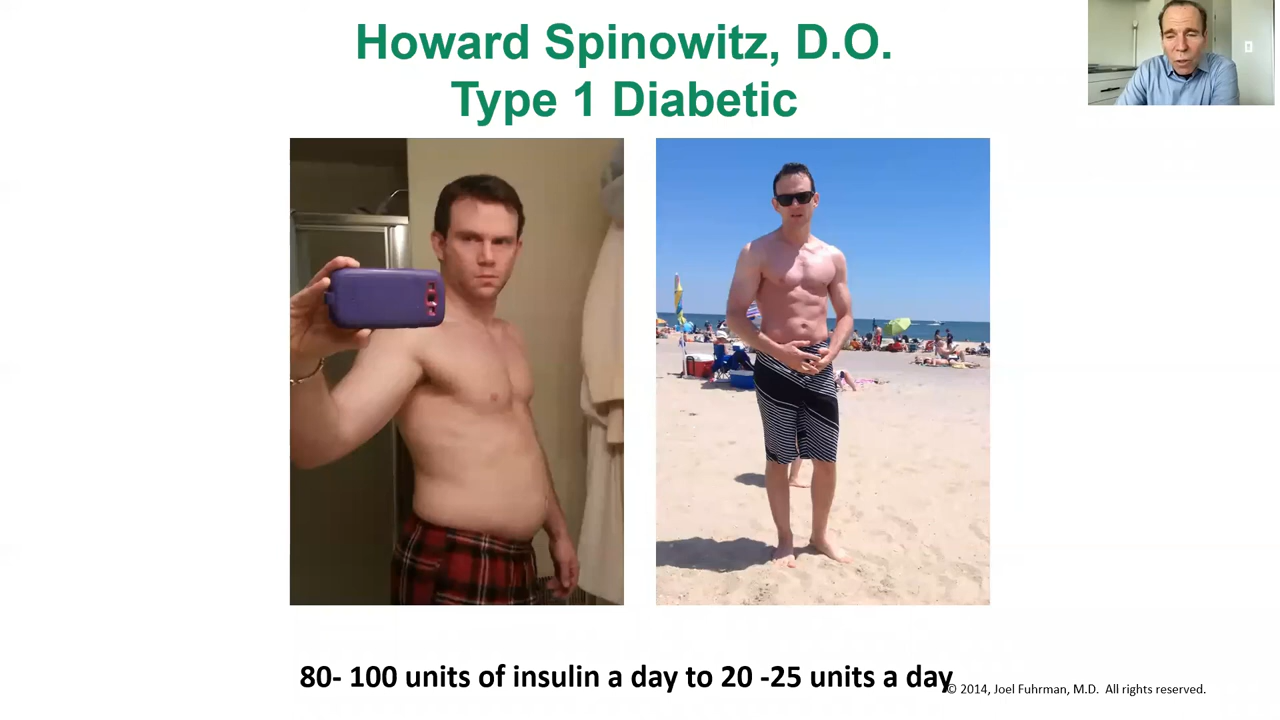 Howard Spinowitz, D.O.
Type 1 Diabetic
80- 100 units of insulin a day to 20 -25 units a day
© 2014, Joel Fuhrman, M.D. All rights reserved.